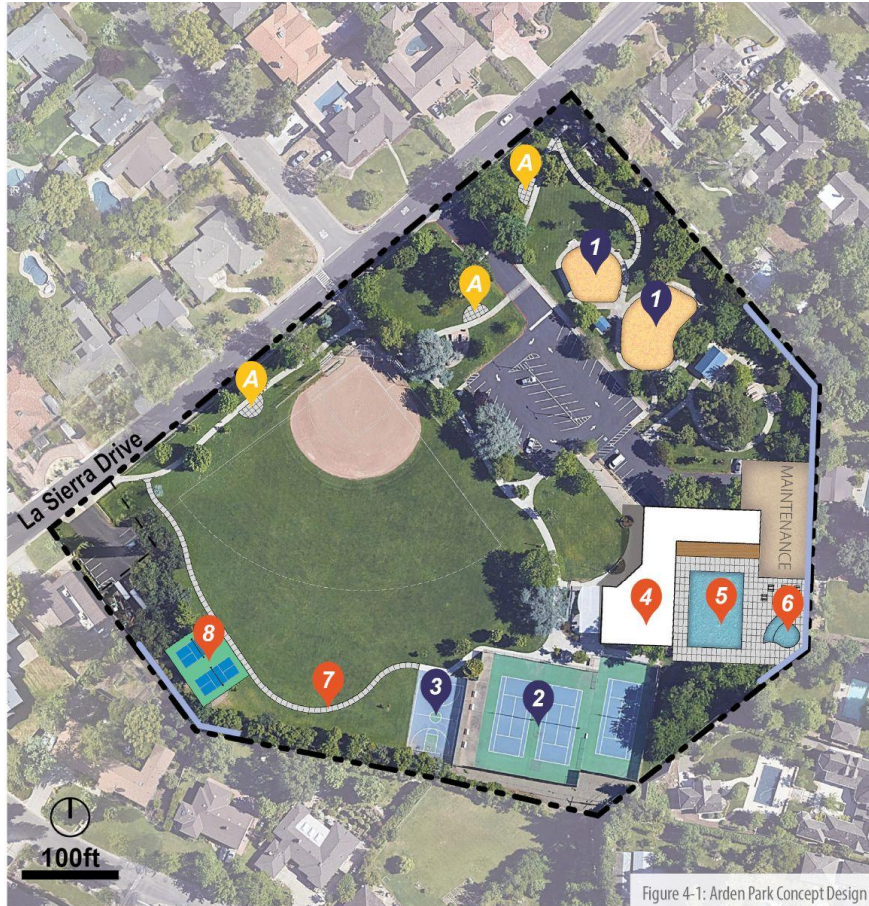 A
1
A
1
A
La Sierra Drive
MAINTENANCE
4
5
6
8
7
3
2
100ft
Figure 4-1: Arden Park Concept Design